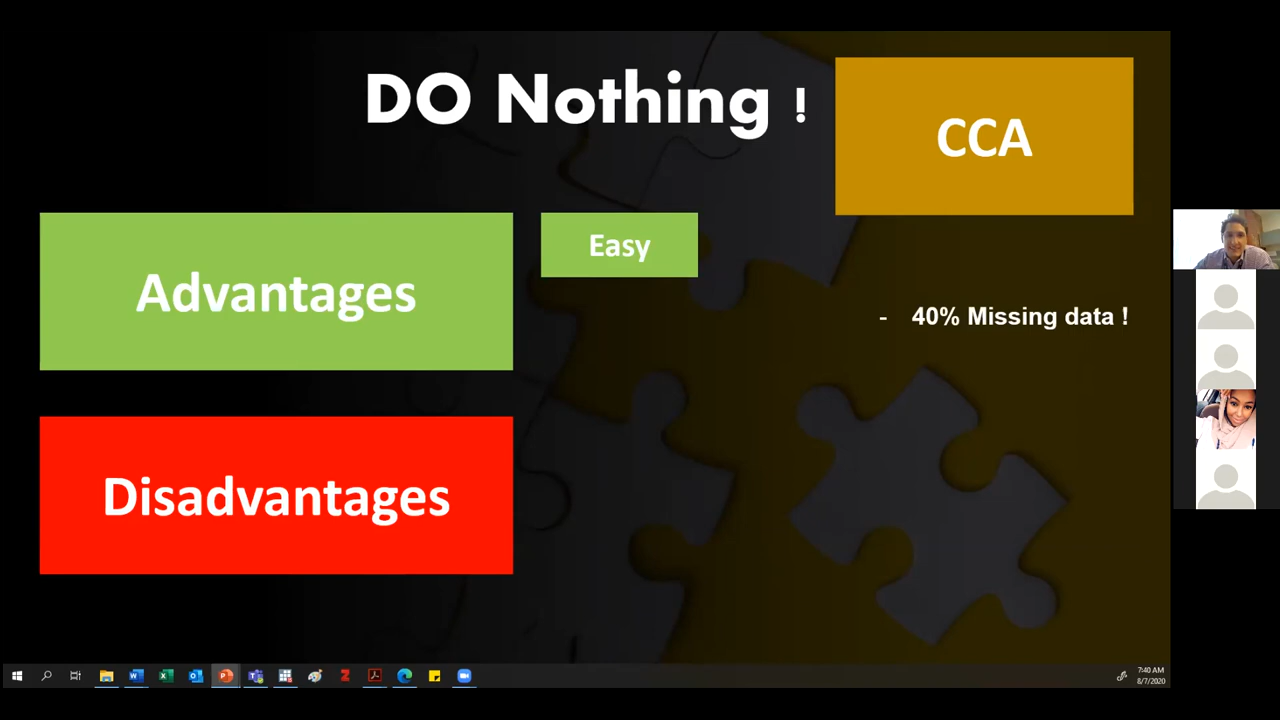 DO Nothing !
CCA
Advantages
Easy
- 40% Missing data !
Disadvantages
7:40 AM
8/7/2020